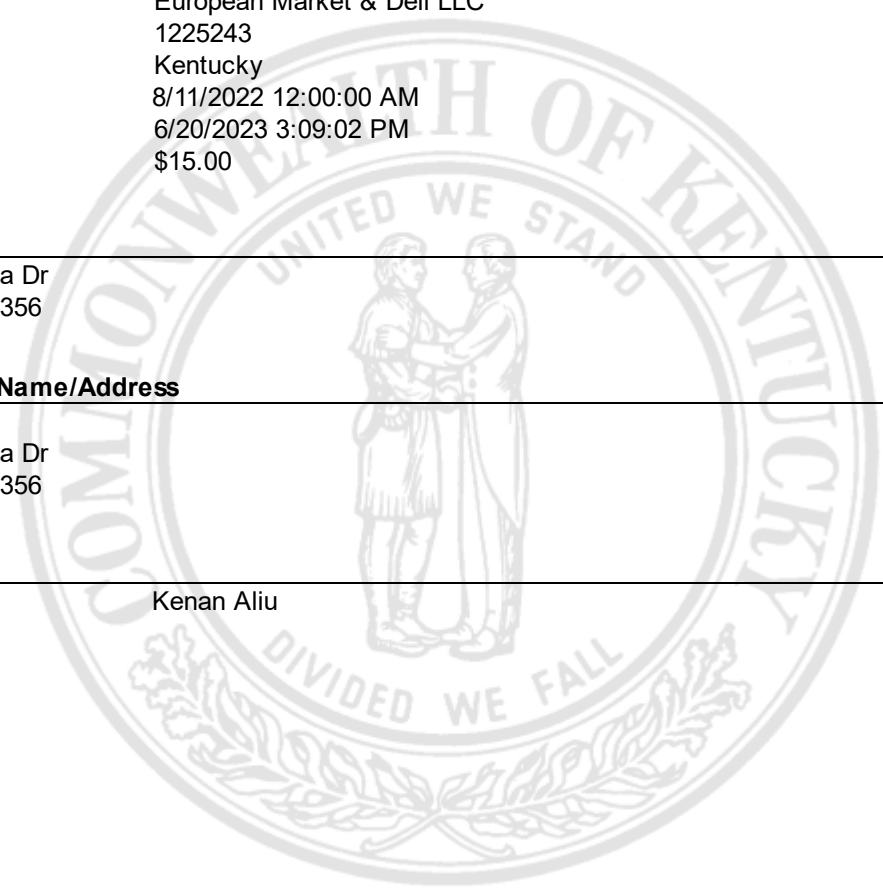 European Market & Deli LLC
1225243
Kentucky
8/11/2022 12:00:00 AM
6/20/2023 3:09:02 PM
$15.00
a Dr
356
Name/Address
a Dr
356
Kenan Aliu
COMMONWEALTH OF KENTUCKY
UNITED WE STAND
DIVIDED WE FALL